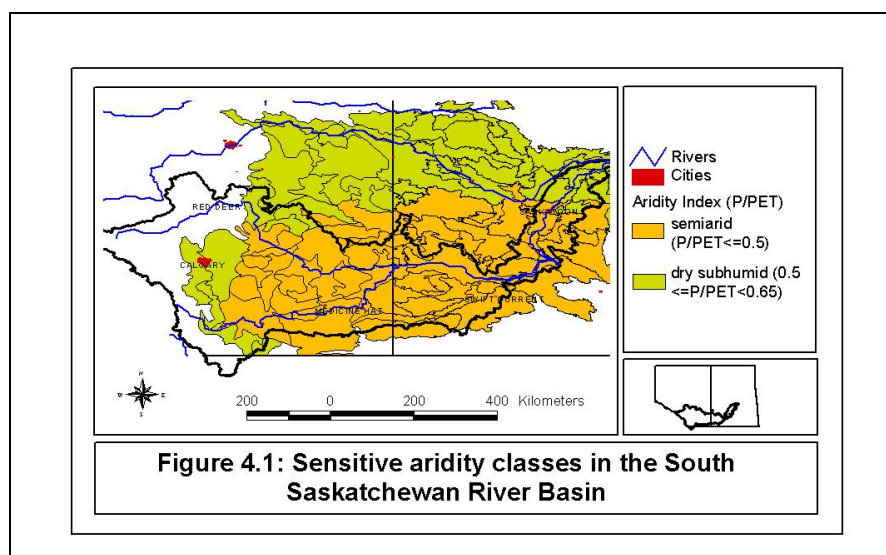 Rivers
Cities
Aridity Index (P/PET)
semiarid
(P/PET<=0.5)
dry subhumid (0.5
<=P/PET<0.65)
RED DEER
CALGARY
SASKATOON
SWIFT CURRENT
MEDICINE HAT
N
W E
S
200 0 200 400 Kilometers
Figure 4.1: Sensitive aridity classes in the South
Saskatchewan River Basin